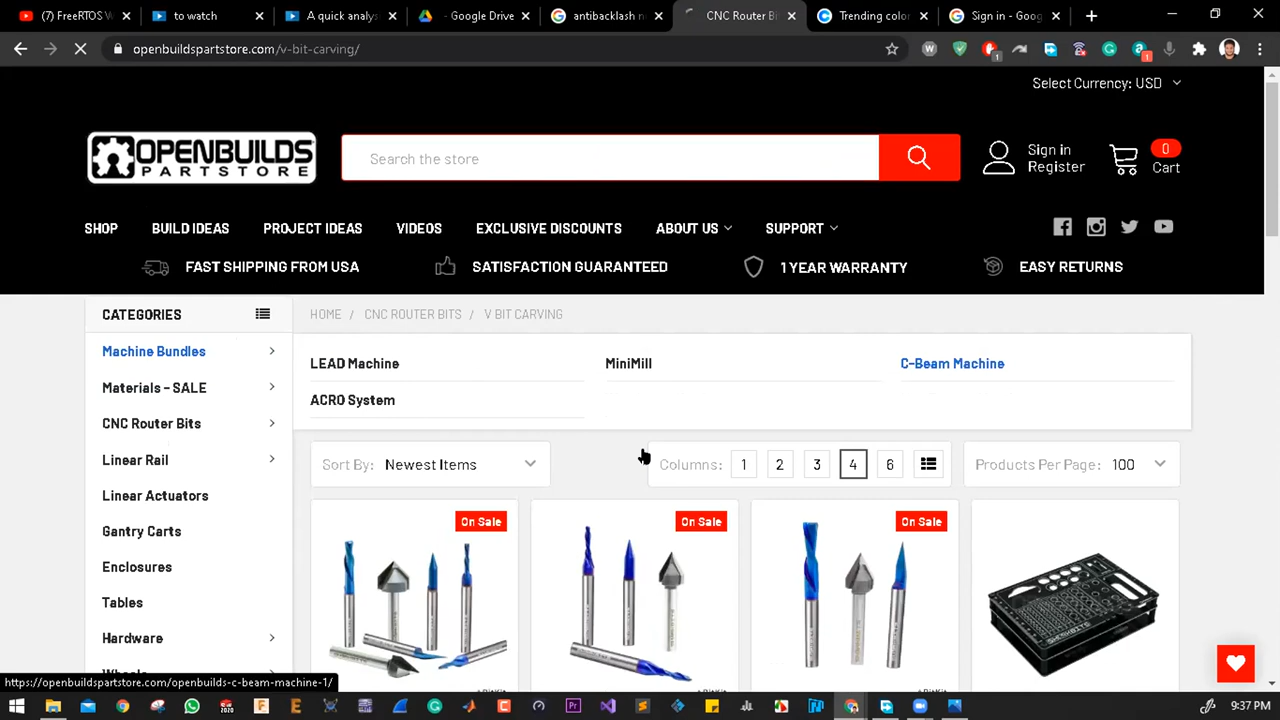 (7) FreeRTOS W
to watch
A quick analys
- Google Drive
antibacklash n
CNC Router Bi
Trending color
Sign in - Goog
openbuildspartstore.com/v-bit-carving/
Select Currency: USD
OPENBUILDS
PARTSTORE
Search the store
Sign in
Register
0
Cart
SHOP
BUILD IDEAS
PROJECT IDEAS
VIDEOS
EXCLUSIVE DISCOUNTS
ABOUT US
SUPPORT
FAST SHIPPING FROM USA
SATISFACTION GUARANTEED
1 YEAR WARRANTY
EASY RETURNS
CATEGORIES
HOME / CNC ROUTER BITS / V BIT CARVING
Machine Bundles
LEAD Machine
MiniMill
C-Beam Machine
Materials - SALE
ACRO System
CNC Router Bits
Linear Rail
Sort By: Newest Items
Columns: 1 2 3 4 6
Products Per Page: 100
Linear Actuators
On Sale
On Sale
On Sale
Gantry Carts
Enclosures
Tables
Hardware
Wheels
https://openbuildspartstore.com/openbuilds-c-beam-machine-1/
9:37 PM